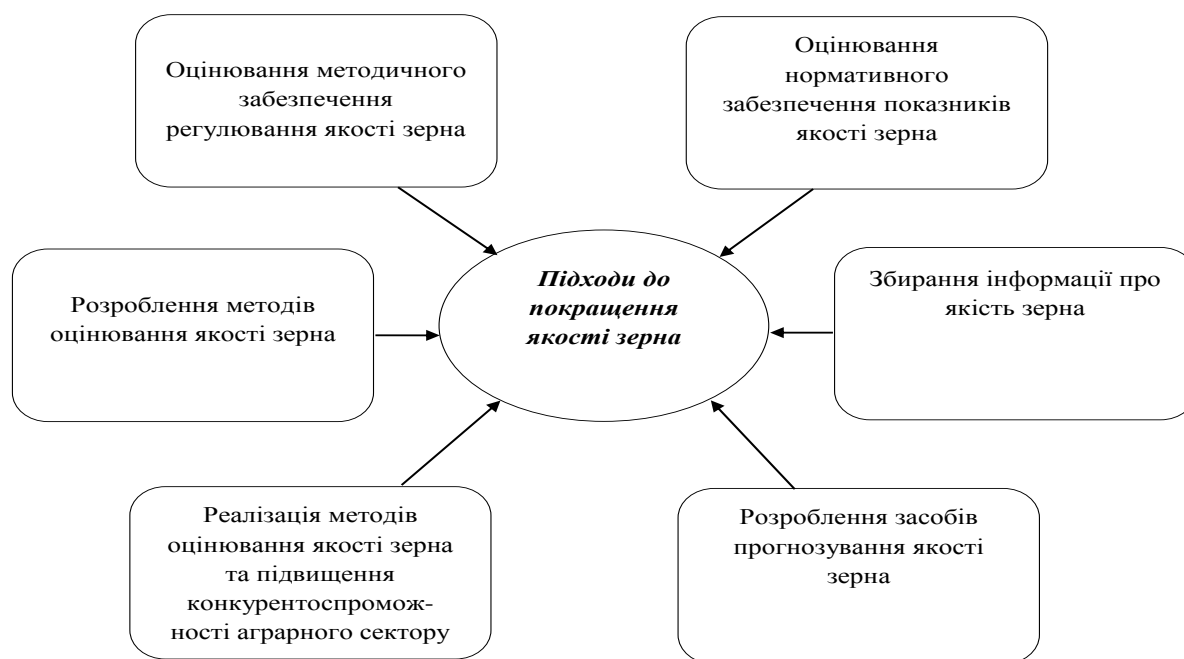 Оцінювання методичного
забезпечення
регулювання якості зерна
Оцінювання
нормативного
забезпечення показників
якості зерна
Розроблення методів
оцінювання якості зерна
Підходи до
покращення
якості зерна
Збирання інформації про
якість зерна
Реалізація методів
оцінювання якості зерна
та підвищення
конкурентоспромож-
ності аграрного сектору
Розроблення засобів
прогнозування якості
зерна